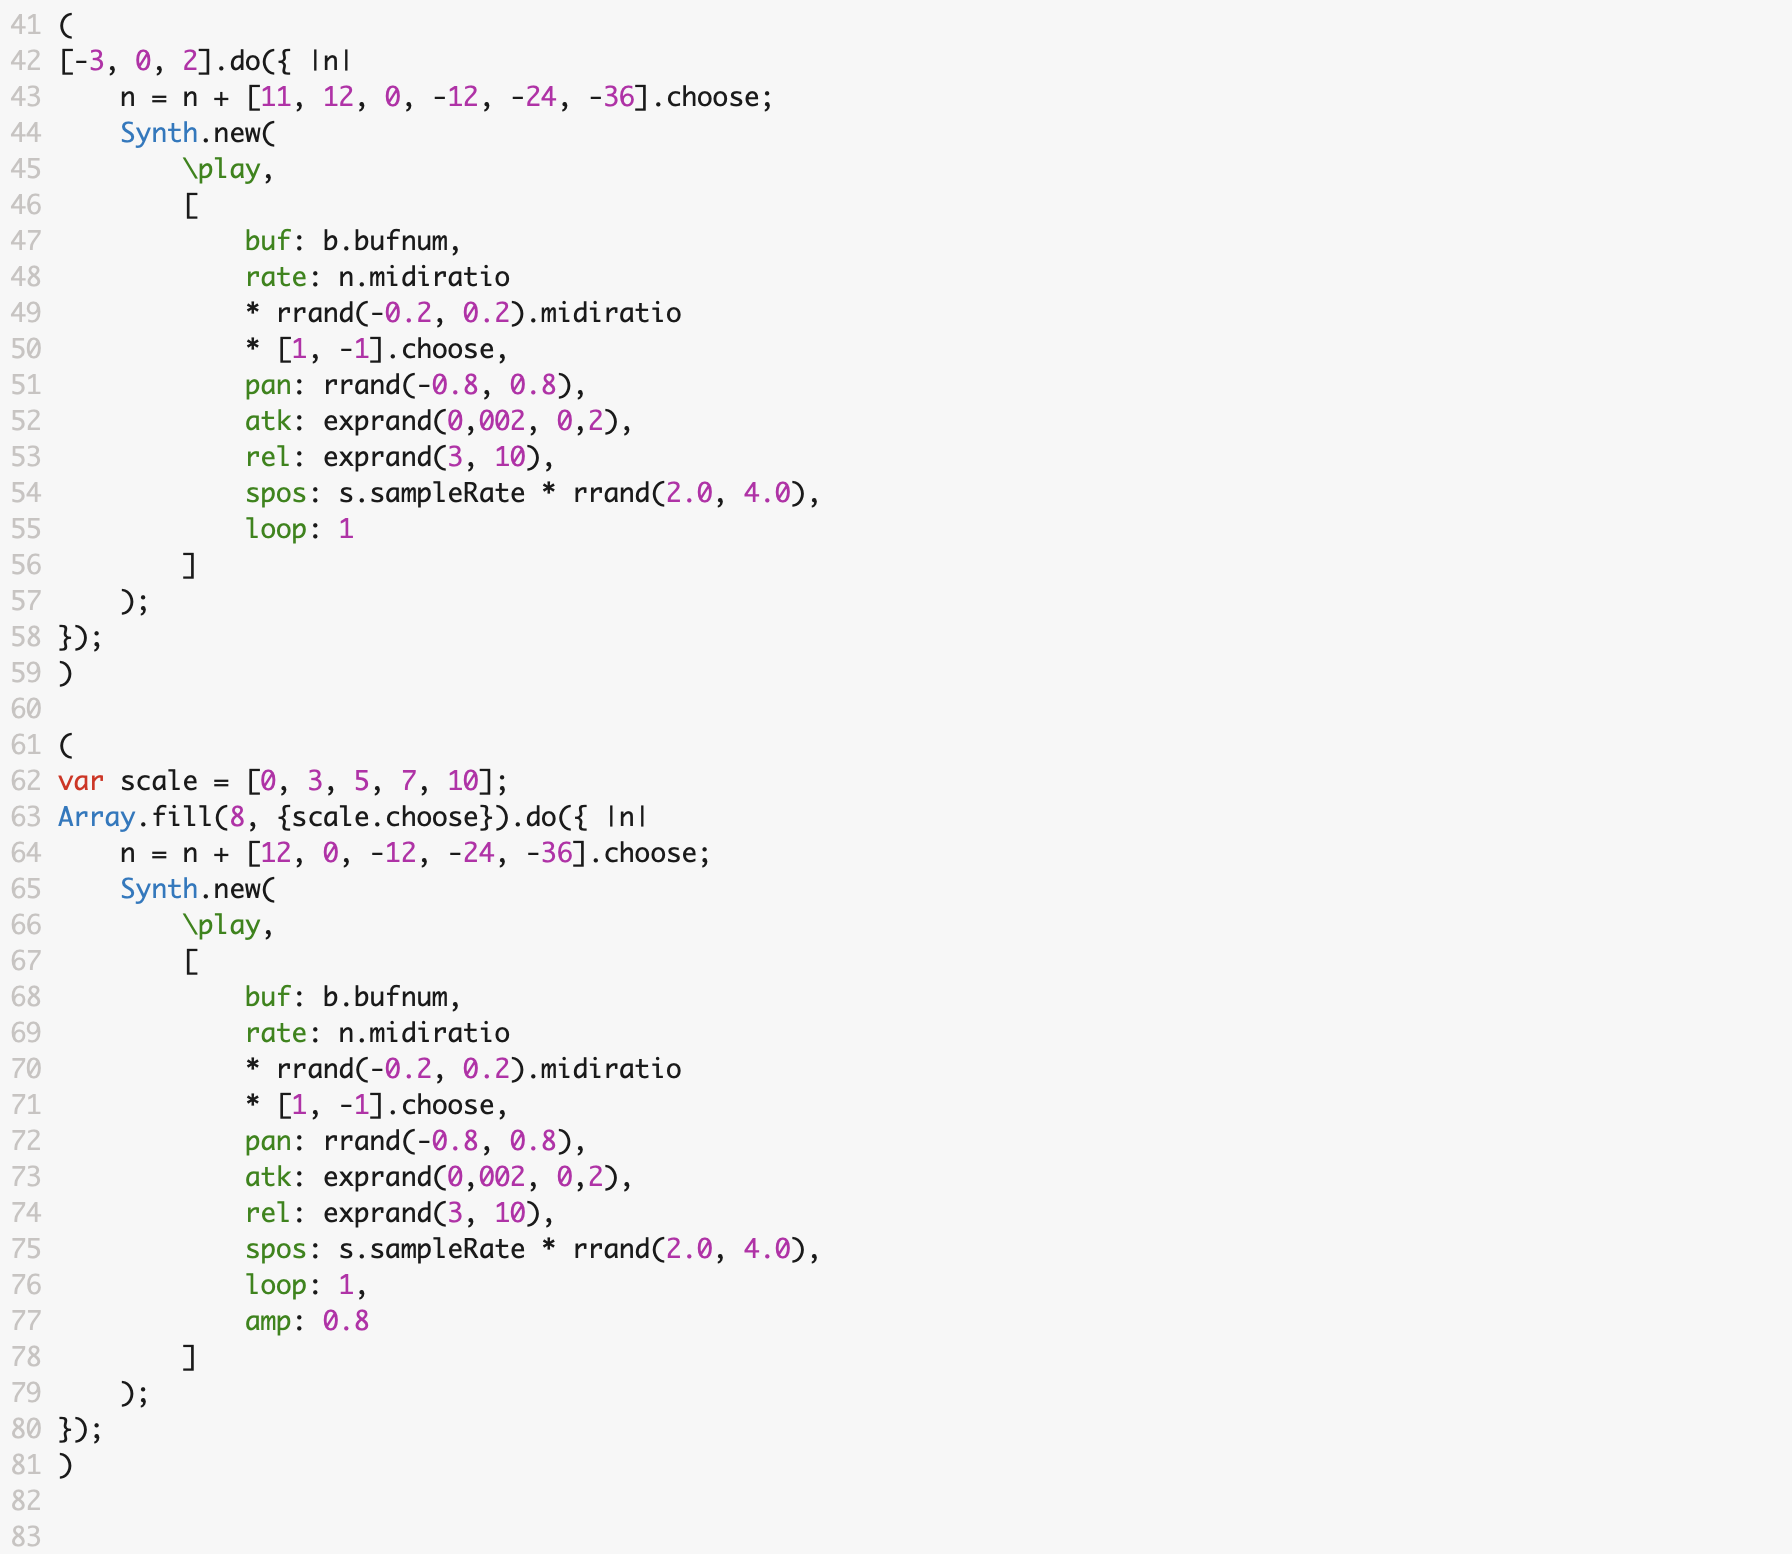 41 (
42 [-3, 0, 2].do({ |n|
43     n = n + [11, 12, 0, -12, -24, -36].choose;
44     Synth.new(
45         \play,
46         [
47             buf: b.bufnum,
48             rate: n.midiratio
49             * rrand(-0.2, 0.2).midiratio
50             * [1, -1].choose,
51             pan: rrand(-0.8, 0.8),
52             atk: exprand(0,002, 0,2),
53             rel: exprand(3, 10),
54             spos: s.sampleRate * rrand(2.0, 4.0),
55             loop: 1
56         ]
57     );
58 });
59 )
60
61 (
62 var scale = [0, 3, 5, 7, 10];
63 Array.fill(8, {scale.choose}).do({ |n|
64     n = n + [12, 0, -12, -24, -36].choose;
65     Synth.new(
66         \play,
67         [
68             buf: b.bufnum,
69             rate: n.midiratio
70             * rrand(-0.2, 0.2).midiratio
71             * [1, -1].choose,
72             pan: rrand(-0.8, 0.8),
73             atk: exprand(0,002, 0,2),
74             rel: exprand(3, 10),
75             spos: s.sampleRate * rrand(2.0, 4.0),
76             loop: 1,
77             amp: 0.8
78         ]
79     );
80 });
81 )
82
83